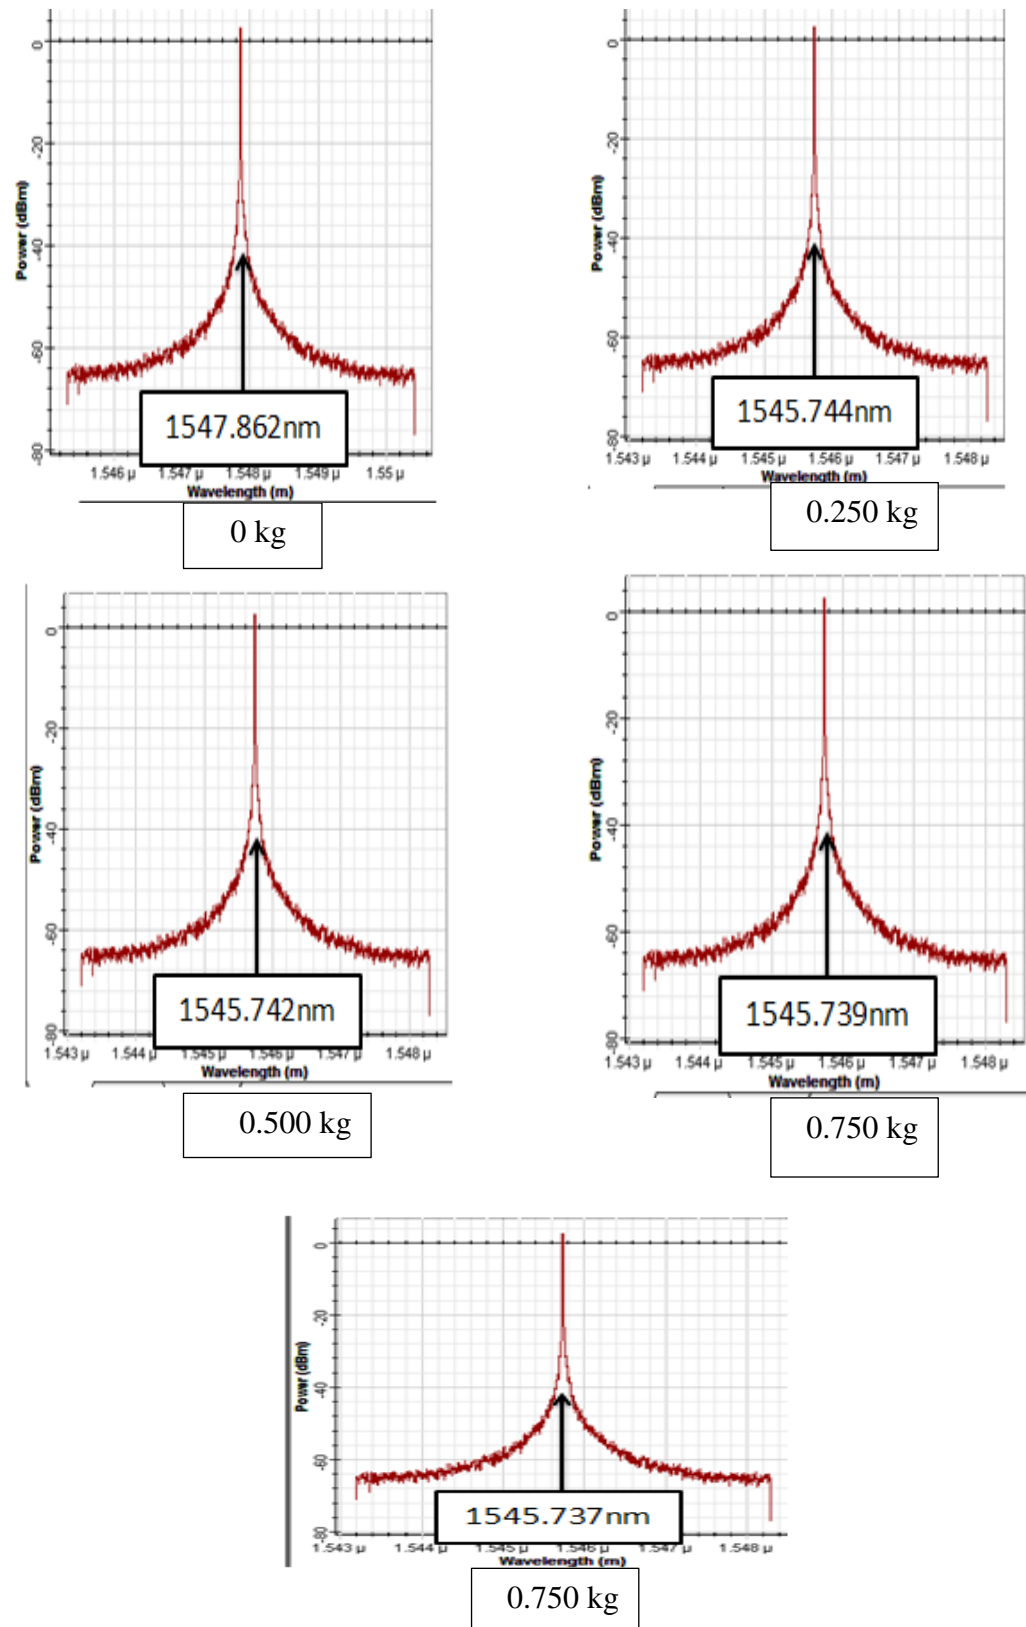 Power (dBm)
0
-20
-40
-60
-80
1547.862nm
1.546 µ 1.547 µ 1.548 µ 1.549 µ 1.55 µ
Wavelength (m)
0 kg
Power (dBm)
0
-20
-40
-60
-80
1545.744nm
1.543 µ 1.544 µ 1.545 µ 1.546 µ 1.547 µ 1.548 µ
Wavelength (m)
0.250 kg
Power (dBm)
0
-20
-40
-60
-80
1545.742nm
1.543 µ 1.544 µ 1.545 µ 1.546 µ 1.547 µ 1.548 µ
Wavelength (m)
0.500 kg
Power (dBm)
0
-20
-40
-60
-80
1545.739nm
1.543 µ 1.544 µ 1.545 µ 1.546 µ 1.547 µ 1.548 µ
Wavelength (m)
0.750 kg
Power (dBm)
0
-20
-40
-60
-80
1545.737nm
1.543 µ 1.544 µ 1.545 µ 1.546 µ 1.547 µ 1.548 µ
Wavelength (m)
0.750 kg